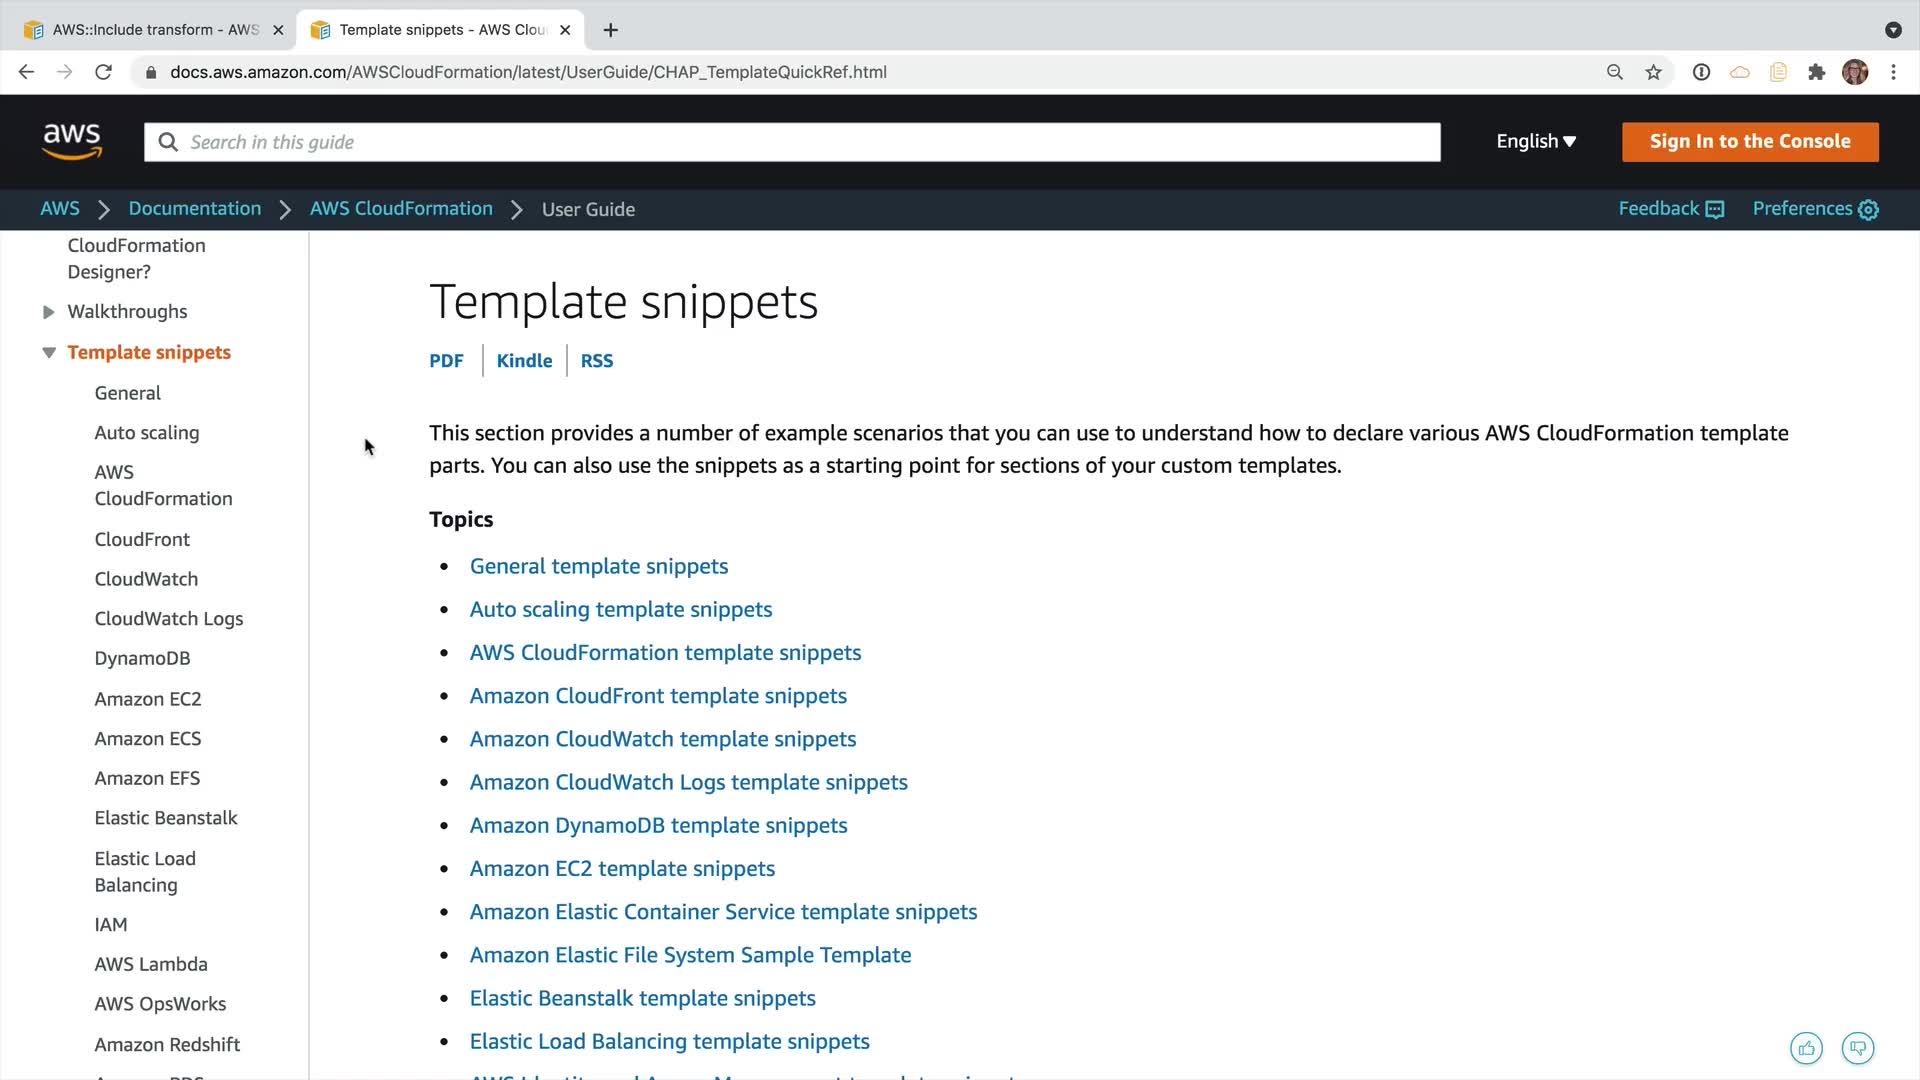 AWS::Include transform - AWS
Template snippets - AWS Clou
docs.aws.amazon.com/AWSCloudFormation/latest/UserGuide/CHAP_TemplateQuickRef.html
aws
Search in this guide
English
Sign In to the Console
AWS
Documentation
AWS CloudFormation
User Guide
Feedback
Preferences
CloudFormation
Designer?
Walkthroughs
Template snippets
General
Auto scaling
AWS
CloudFormation
CloudFront
CloudWatch
CloudWatch Logs
DynamoDB
Amazon EC2
Amazon ECS
Amazon EFS
Elastic Beanstalk
Elastic Load
Balancing
IAM
AWS Lambda
AWS OpsWorks
Amazon Redshift
Template snippets
PDF
Kindle
RSS
This section provides a number of example scenarios that you can use to understand how to declare various AWS CloudFormation template
parts. You can also use the snippets as a starting point for sections of your custom templates.
Topics
General template snippets
Auto scaling template snippets
AWS CloudFormation template snippets
Amazon CloudFront template snippets
Amazon CloudWatch template snippets
Amazon CloudWatch Logs template snippets
Amazon DynamoDB template snippets
Amazon EC2 template snippets
Amazon Elastic Container Service template snippets
Amazon Elastic File System Sample Template
Elastic Beanstalk template snippets
Elastic Load Balancing template snippets